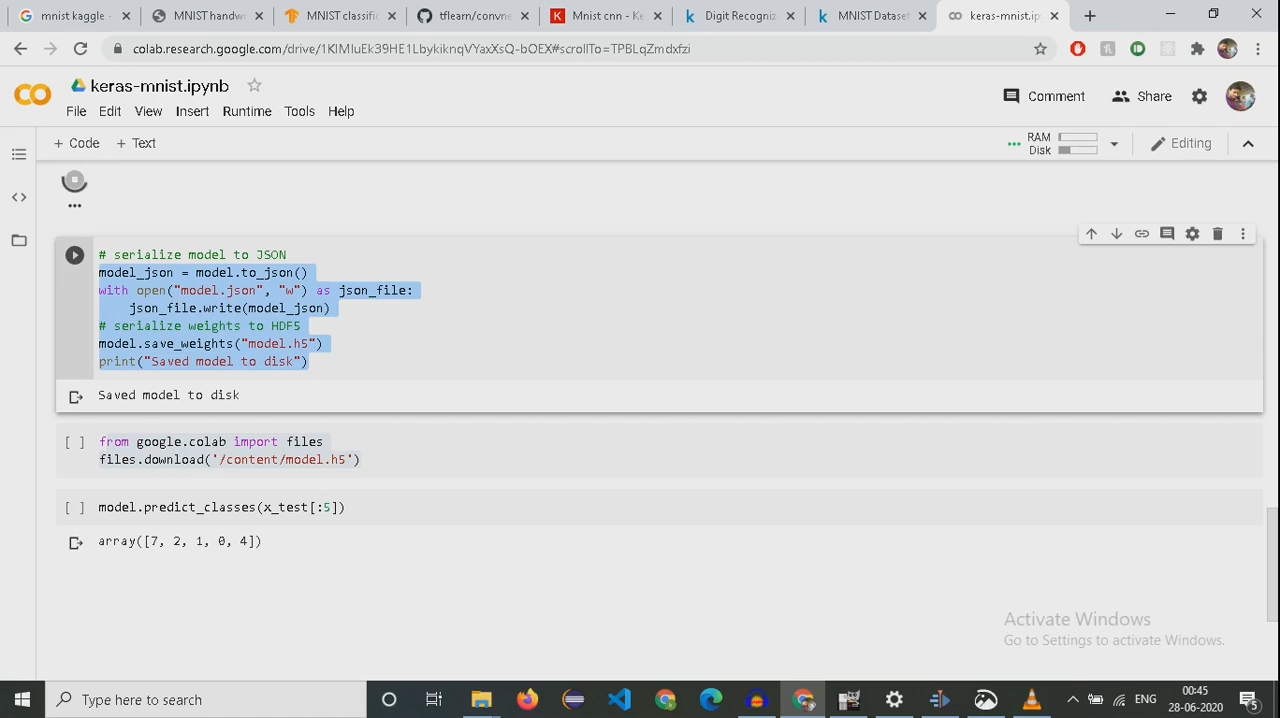 mnist kaggle -
MNIST handw
MNIST classific
tflearn/convne
Mnist cnn - Ke
Digit Recogniz
MNIST Dataset
keras-mnist.ip
colab.research.google.com/drive/1KIMIuEk39HE1LbykiknqVYaxXsQ-bOEX#scrollTo=TPBLqZmdxfzi
keras-mnist.ipynb
File Edit View Insert Runtime Tools Help
Comment
Share
+ Code + Text
RAM
Disk
Editing
# serialize model to JSON
model_json = model.to_json()
with open("model.json", "w") as json_file:
json_file.write(model_json)
# serialize weights to HDF5
model.save_weights("model.h5")
print("Saved model to disk")
Saved model to disk
[ ] from google.colab import files
files.download('/content/model.h5')
[ ] model.predict_classes(x_test[:5])
array([7, 2, 1, 0, 4])
Activate Windows
Go to Settings to activate Windows.
Type here to search
ENG
00:45
28-06-2020
5